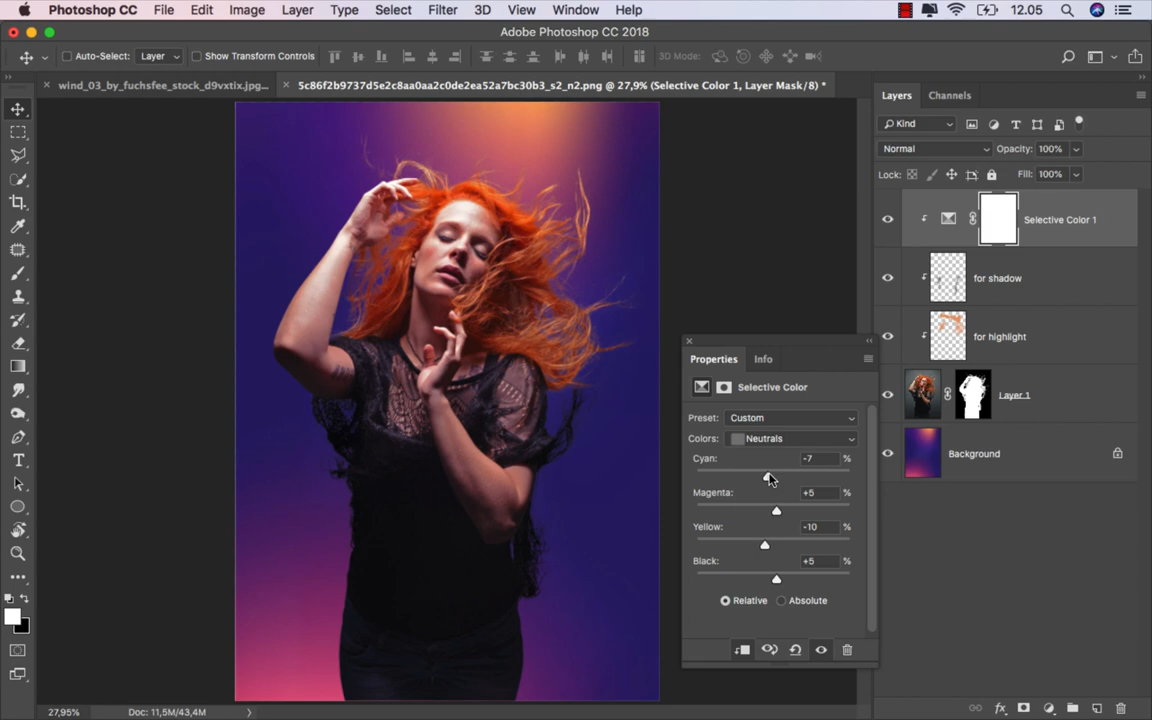 Photoshop CC File Edit Image Layer Type Select Filter 3D View Window Help 12.05
Adobe Photoshop CC 2018
Auto-Select: Layer Show Transform Controls 3D Mode:
wind_03_by_fuchsfee_stock_d9vxtix.jpg... 5c86f2b9737d5e2c8aa0aa2c0de2ea52a7bc30b3_s2_n2.png @ 27,9% (Selective Color 1, Layer Mask/8) *
Layers Channels
Kind
Normal Opacity: 100%
Lock: Fill: 100%
Selective Color 1
for shadow
for highlight
Layer 1
Background
Properties Info
Selective Color
Preset: Custom
Colors: Neutrals
Cyan: -7 %
Magenta: +5 %
Yellow: -10 %
Black: +5 %
Relative Absolute
27,95% Doc: 11,5M/43,4M